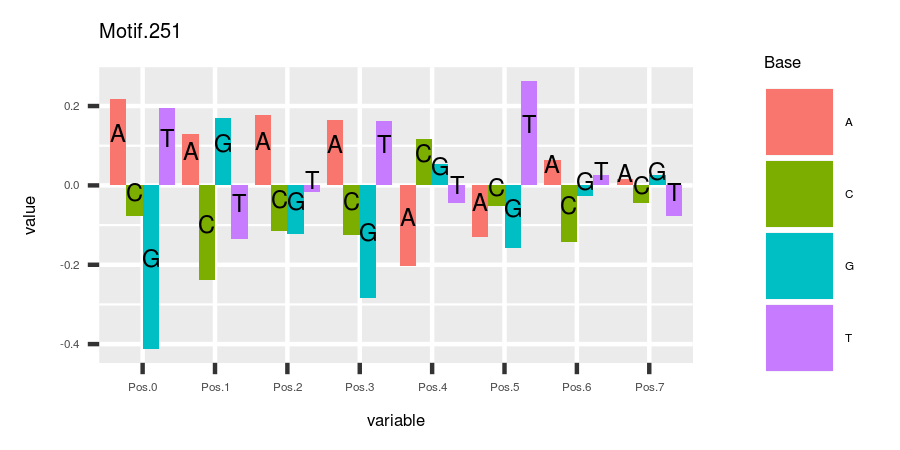 Motif.251
Base
value
0.2
0.0
-0.2
-0.4
A C G T A C G T A C G T A C G T A C G T A C G T A C G T A C G T
Pos.0 Pos.1 Pos.2 Pos.3 Pos.4 Pos.5 Pos.6 Pos.7
variable
A
C
G
T